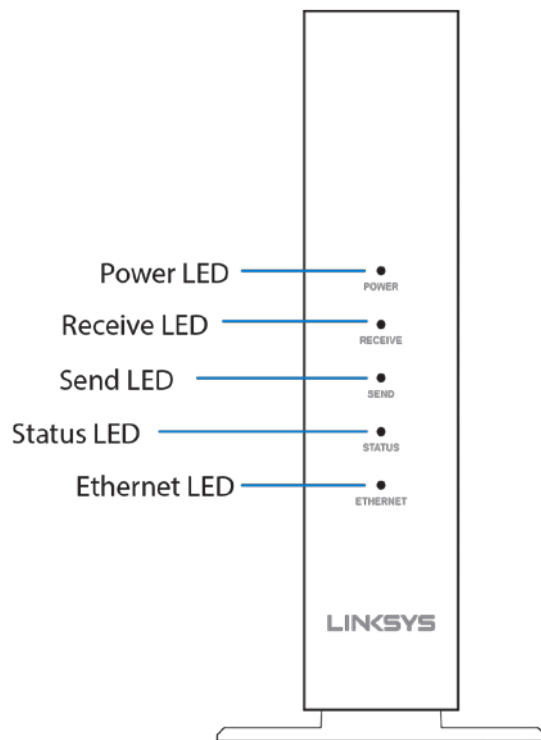 Power LED
POWER
Receive LED
RECEIVE
Send LED
SEND
Status LED
STATUS
Ethernet LED
ETHERNET
LINKSYS